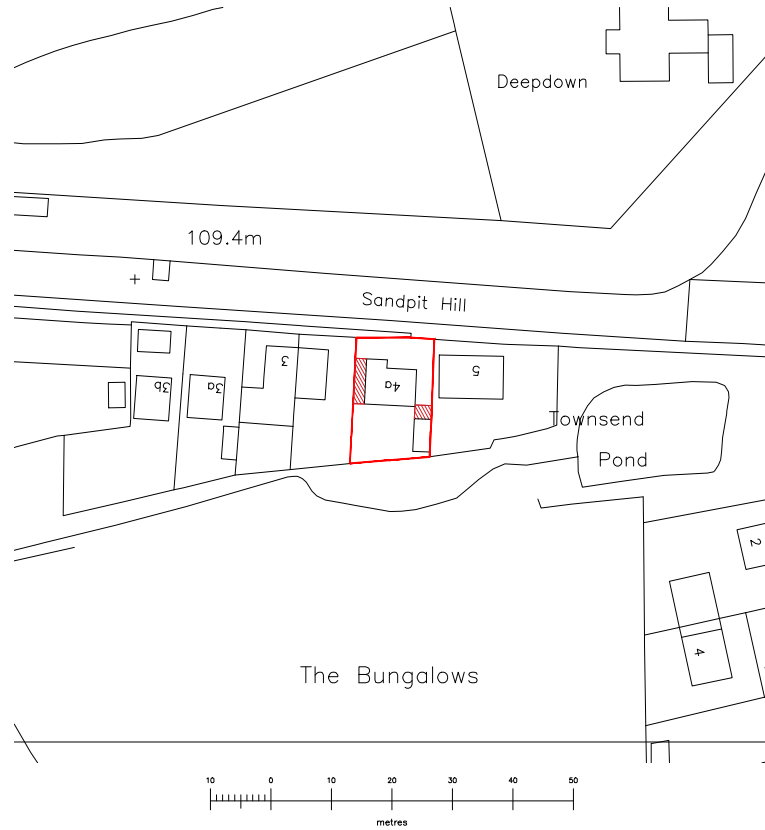 Deepdown
109.4m
Sandpit Hill
3b
3a
3
4a
5
Townsend
Pond
2
4
The Bungalows
10 0 10 20 30 40 50
metres